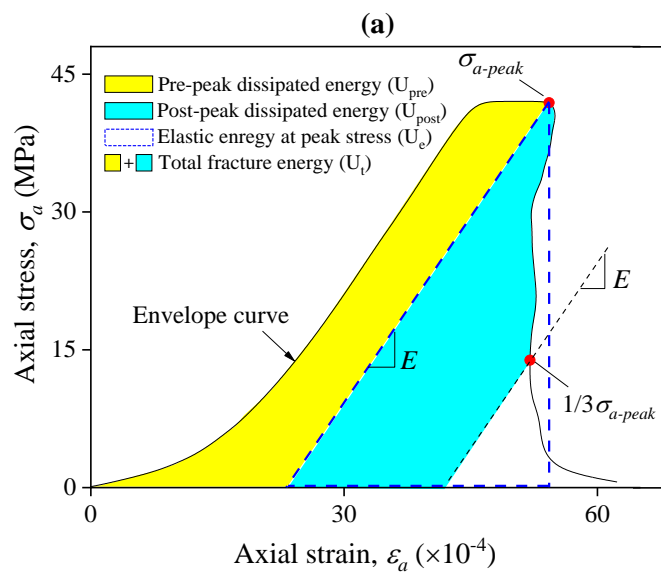 (a)
σa-peak
45
Pre-peak dissipated energy (Upre)
Post-peak dissipated energy (Upost)
Elastic enregy at peak stress (Ue)
+ Total fracture energy (Ut)
Axial stress, σa (MPa)
30
E
Envelope curve
15
E
1/3σa-peak
0
0 30 60
Axial strain, εa (×10-4)